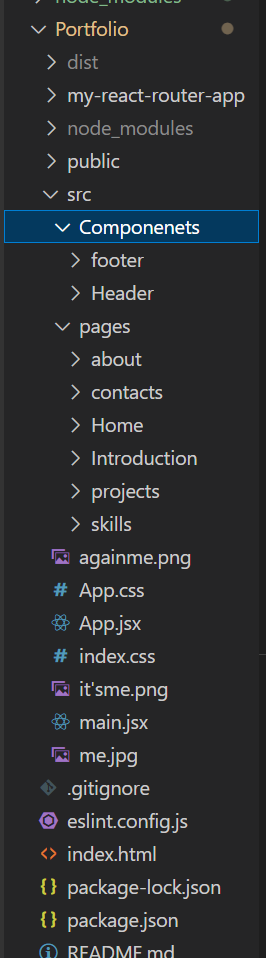 node_modules
Portfolio
dist
my-react-router-app
node_modules
public
src
Componenets
footer
Header
pages
about
contacts
Home
Introduction
projects
skills
againme.png
# App.css
App.jsx
# index.css
it'sme.png
main.jsx
me.jpg
.gitignore
eslint.config.js
<> index.html
{} package-lock.json
{} package.json
README.md